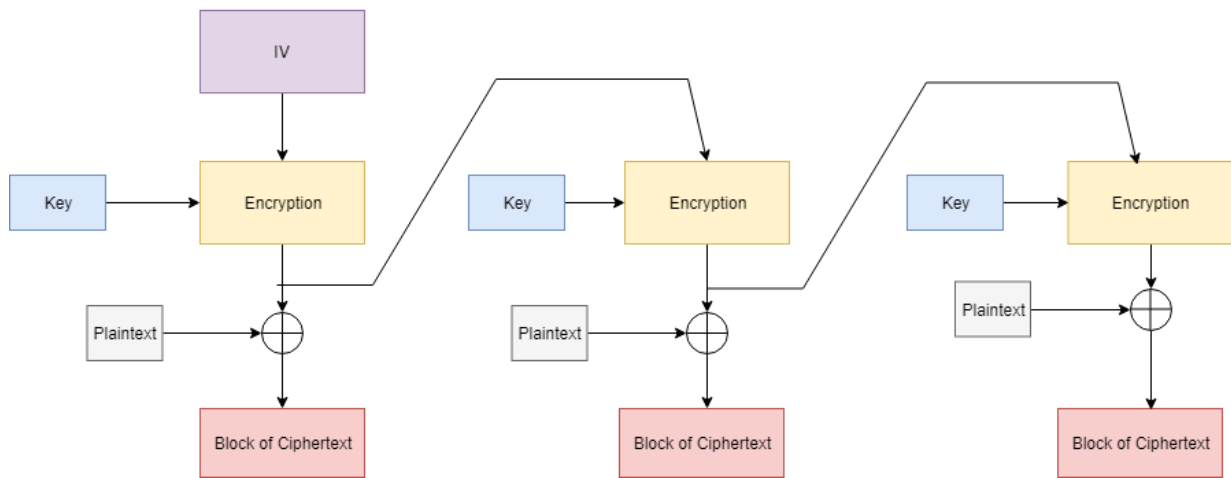 IV
Key
Encryption
Key
Encryption
Key
Encryption
Plaintext
Plaintext
Plaintext
Block of Ciphertext
Block of Ciphertext
Block of Ciphertext